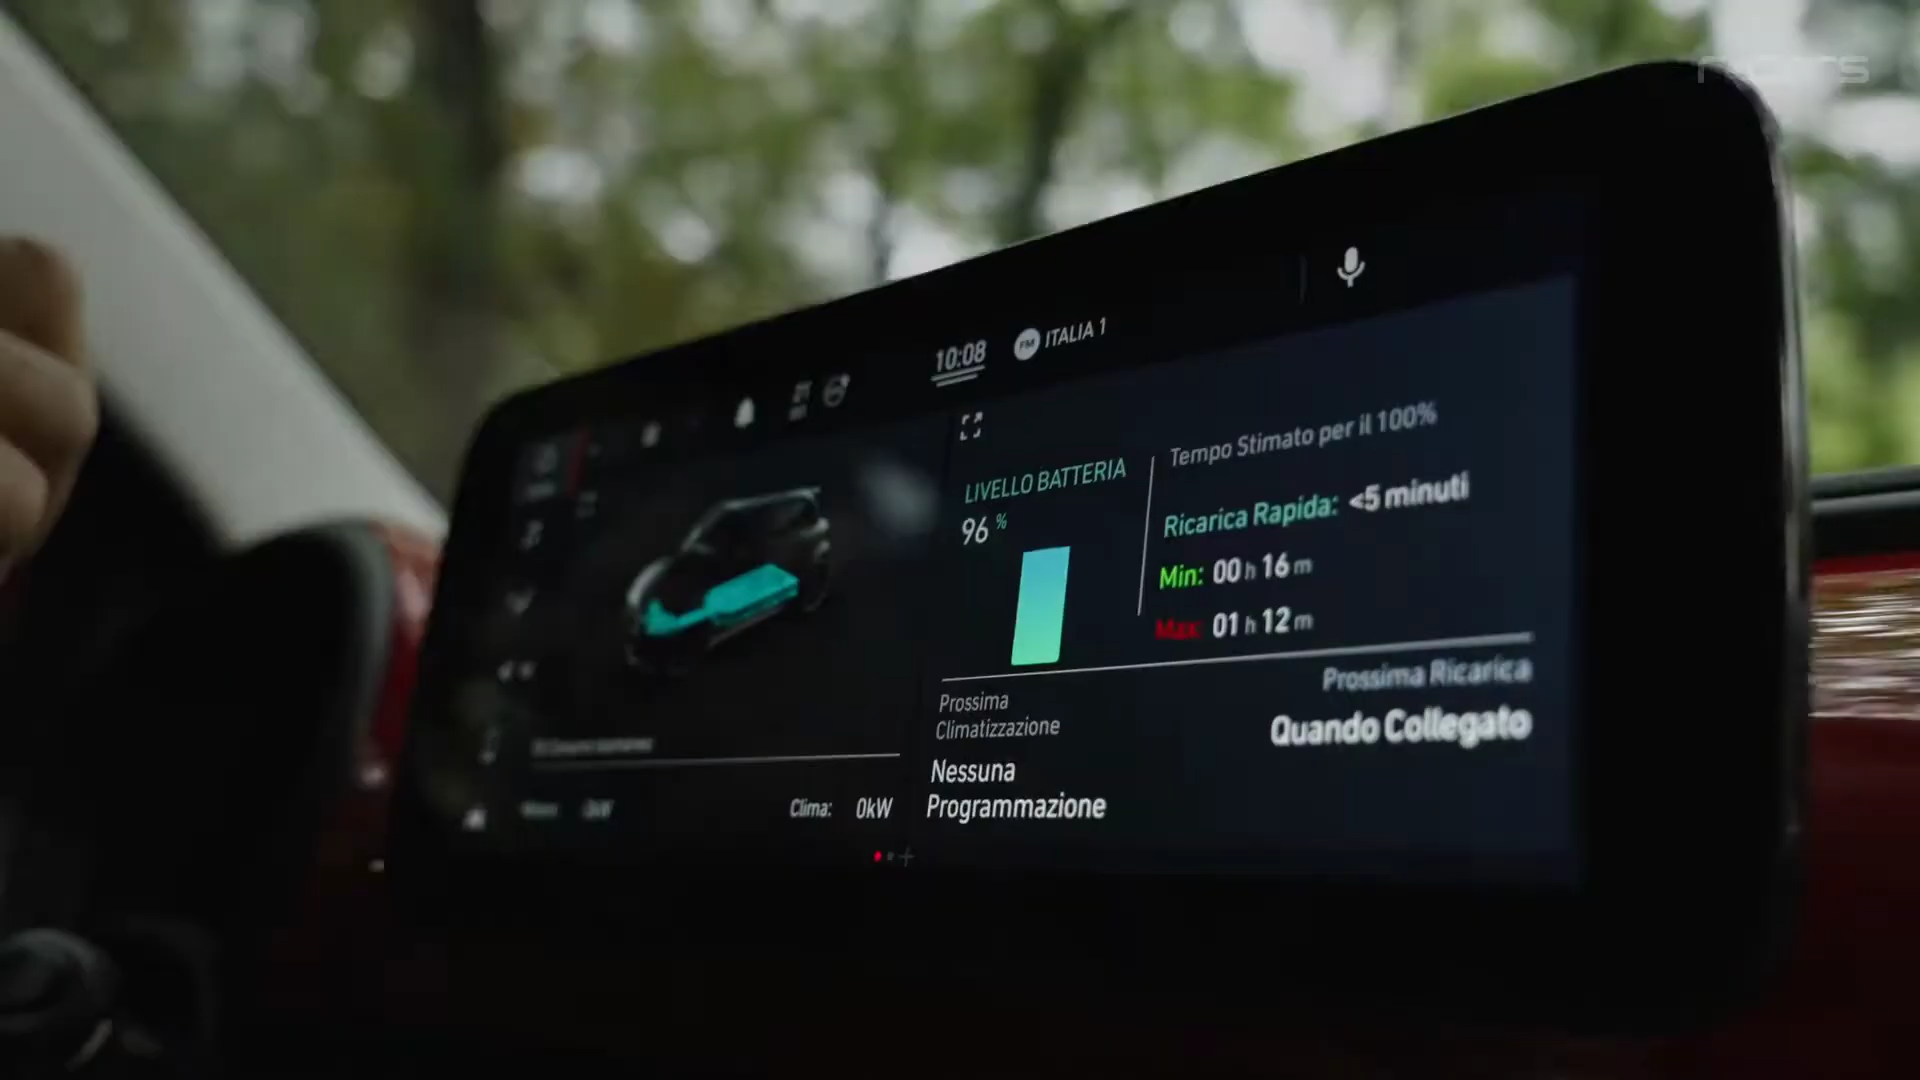 10:08
FM ITALIA 1
LIVELLO BATTERIA
96 %
Tempo Stimato per il 100%
Ricarica Rapida: <5 minuti
Min: 00 h 16 m
Max: 01 h 12 m
Prossima
Climatizzazione
Nessuna
Programmazione
Prossima Ricarica
Quando Collegato
Clima: 0kW